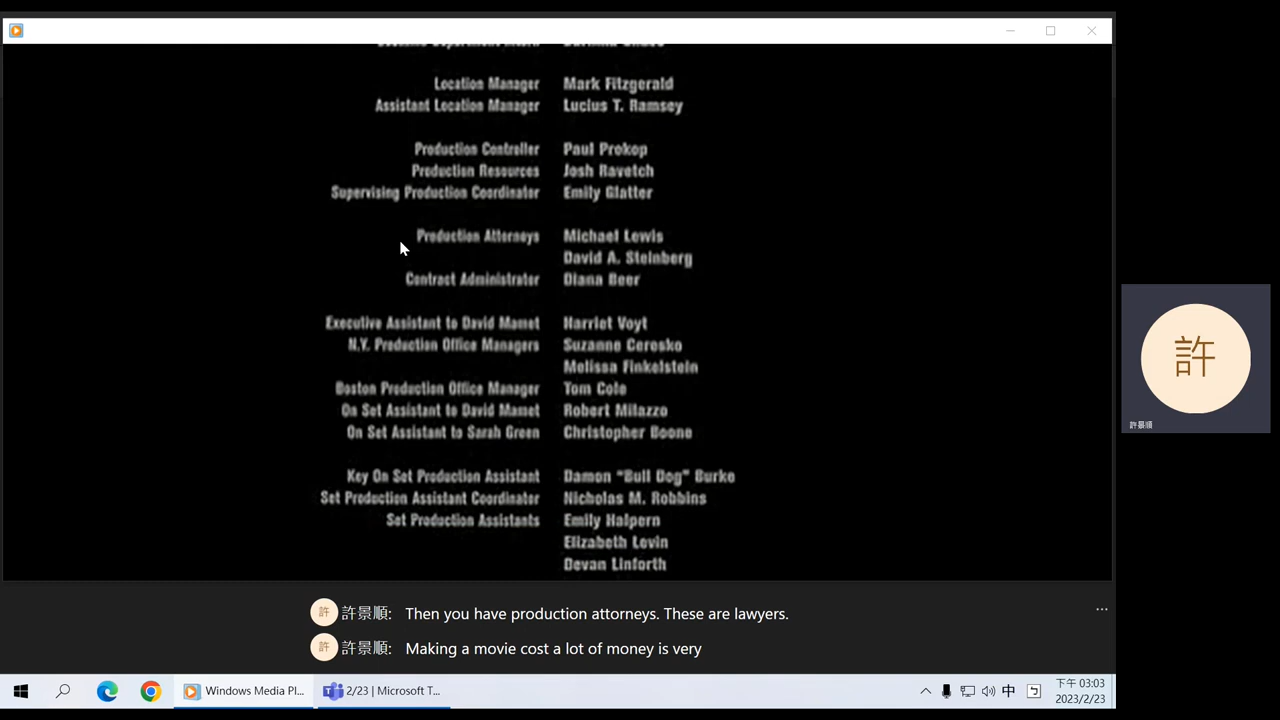 Location Manager Mark Fitzgerald
Assistant Location Manager Lucius T. Ramsey
Production Controller Paul Prokop
Production Resources Josh Ravetch
Supervising Production Coordinator Emily Glatter
Production Attorneys Michael Lewis
David A. Steinberg
Contract Administrator Diana Beer
Executive Assistant to David Mamet Harriet Voyt
N.Y. Production Office Managers Suzanne Ceresko
Melissa Finkelstein
Boston Production Office Manager Tom Cole
On Set Assistant to David Mamet Robert Milazzo
On Set Assistant to Sarah Green Christopher Boone
Key On Set Production Assistant Damon "Bull Dog" Burke
Set Production Assistant Coordinator Nicholas M. Robbins
Set Production Assistants Emily Halpern
Elizabeth Levin
Devan Linforth
許
許景順
許 許景順: Then you have production attorneys. These are lawyers.
許 許景順: Making a movie cost a lot of money is very
Windows Media Pl...
2/23 | Microsoft T...
中
下午 03:03
2023/2/23